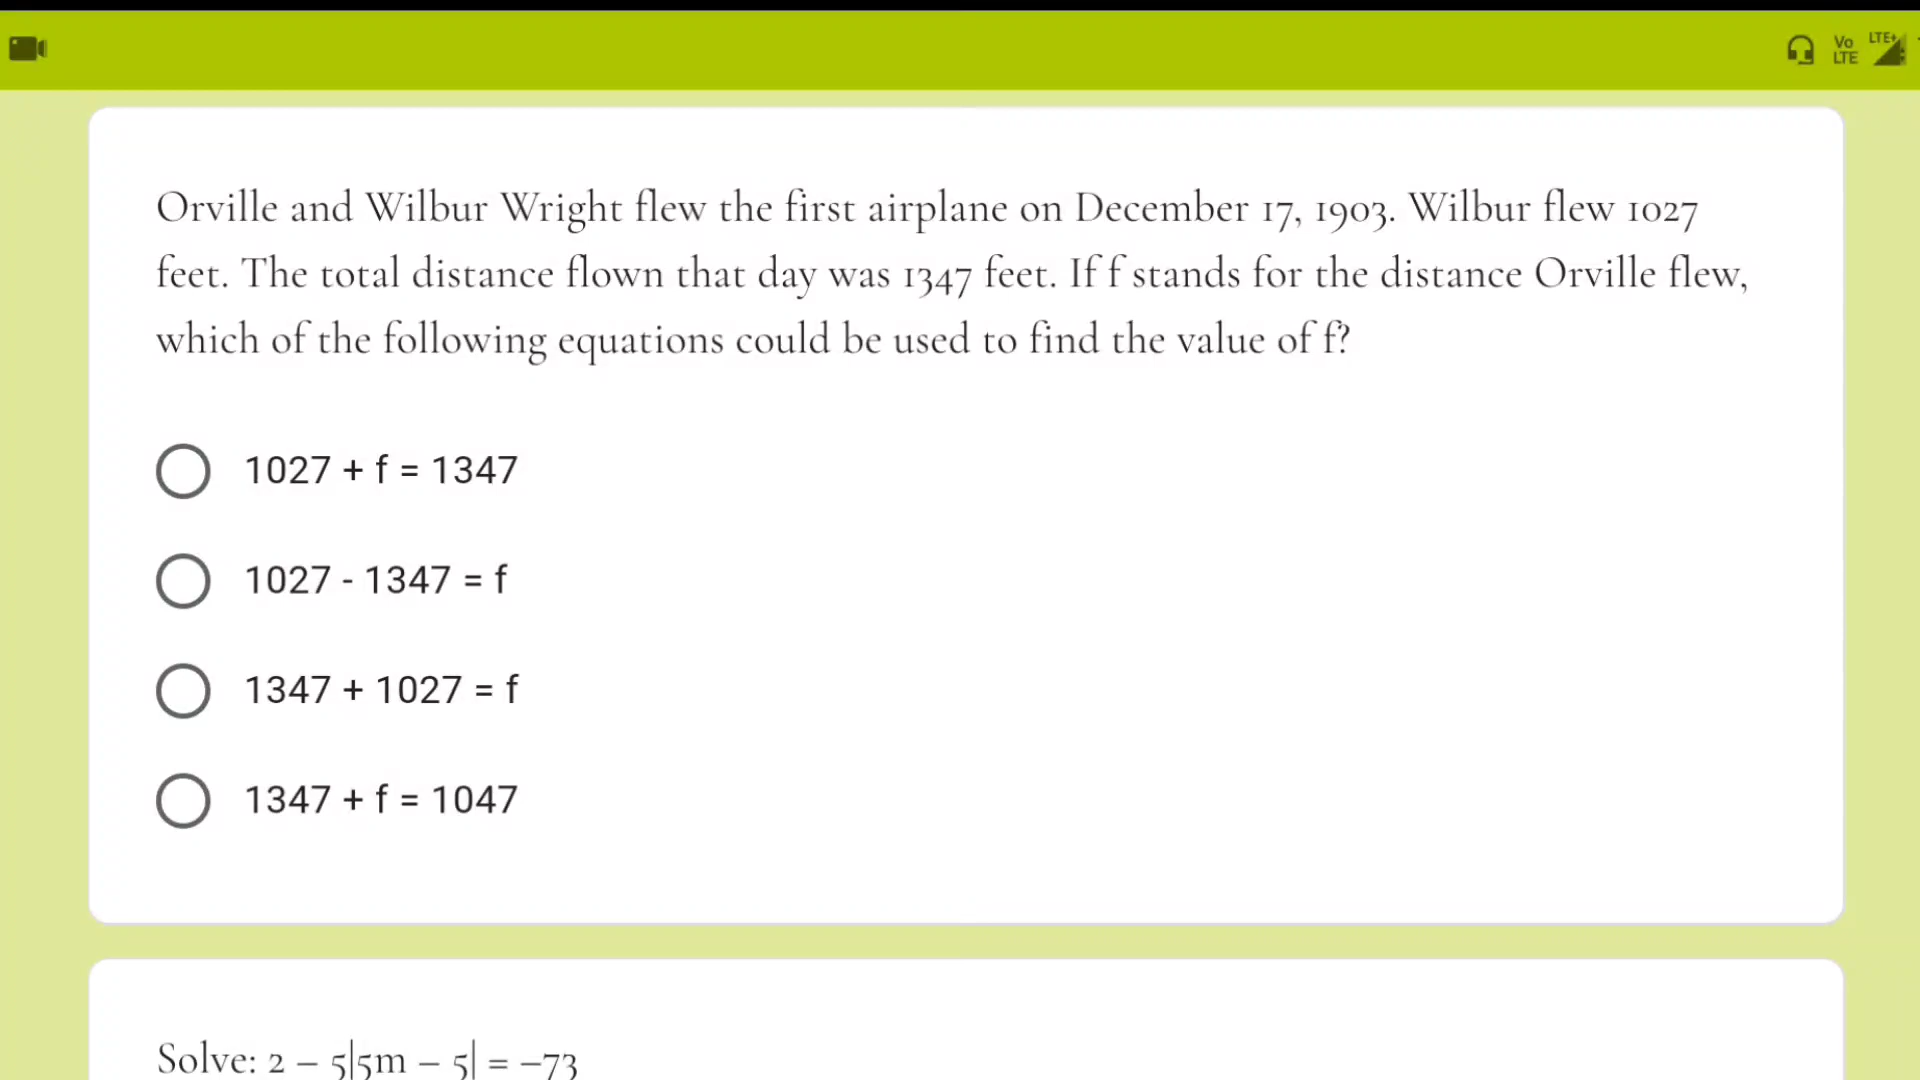 Vo
LTE
LTE+
Orville and Wilbur Wright flew the first airplane on December 17, 1903. Wilbur flew 1027
feet. The total distance flown that day was 1347 feet. If f stands for the distance Orville flew,
which of the following equations could be used to find the value of f?
1027 + f = 1347
1027 - 1347 = f
1347 + 1027 = f
1347 + f = 1047
Solve: 2 – 5|5m – 5| = –73